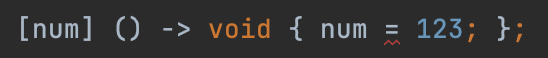 [num] () -> void { num = 123; };